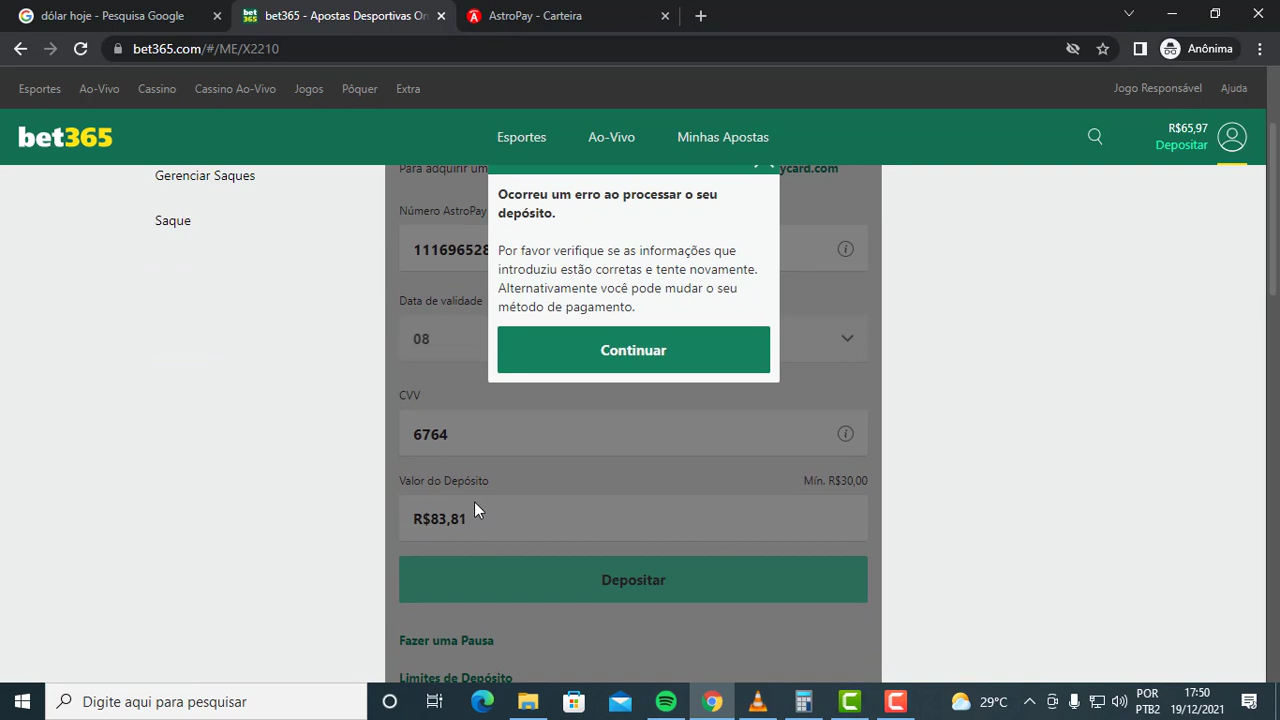 dólar hoje - Pesquisa Google
bet365 - Apostas Desportivas On
AstroPay - Carteira
bet365.com/#/ME/X2210
Anônima
Esportes Ao-Vivo Cassino Cassino Ao-Vivo Jogos Pôquer Extra
Jogo Responsável Ajuda
bet365
Esportes Ao-Vivo Minhas Apostas
R$65,97
Depositar
Gerenciar Saques
Saque
Para adquirir um
ycard.com
Ocorreu um erro ao processar o seu
depósito.
Por favor verifique se as informações que
introduziu estão corretas e tente novamente.
Alternativamente você pode mudar o seu
método de pagamento.
Continuar
Número AstroPay
111696528
Data de validade
08
CVV
6764
Valor do Depósito
Mín. R$30,00
R$83,81
Depositar
Fazer uma Pausa
Limites de Depósito
Digite aqui para pesquisar
29°C
POR
PTB2
17:50
19/12/2021